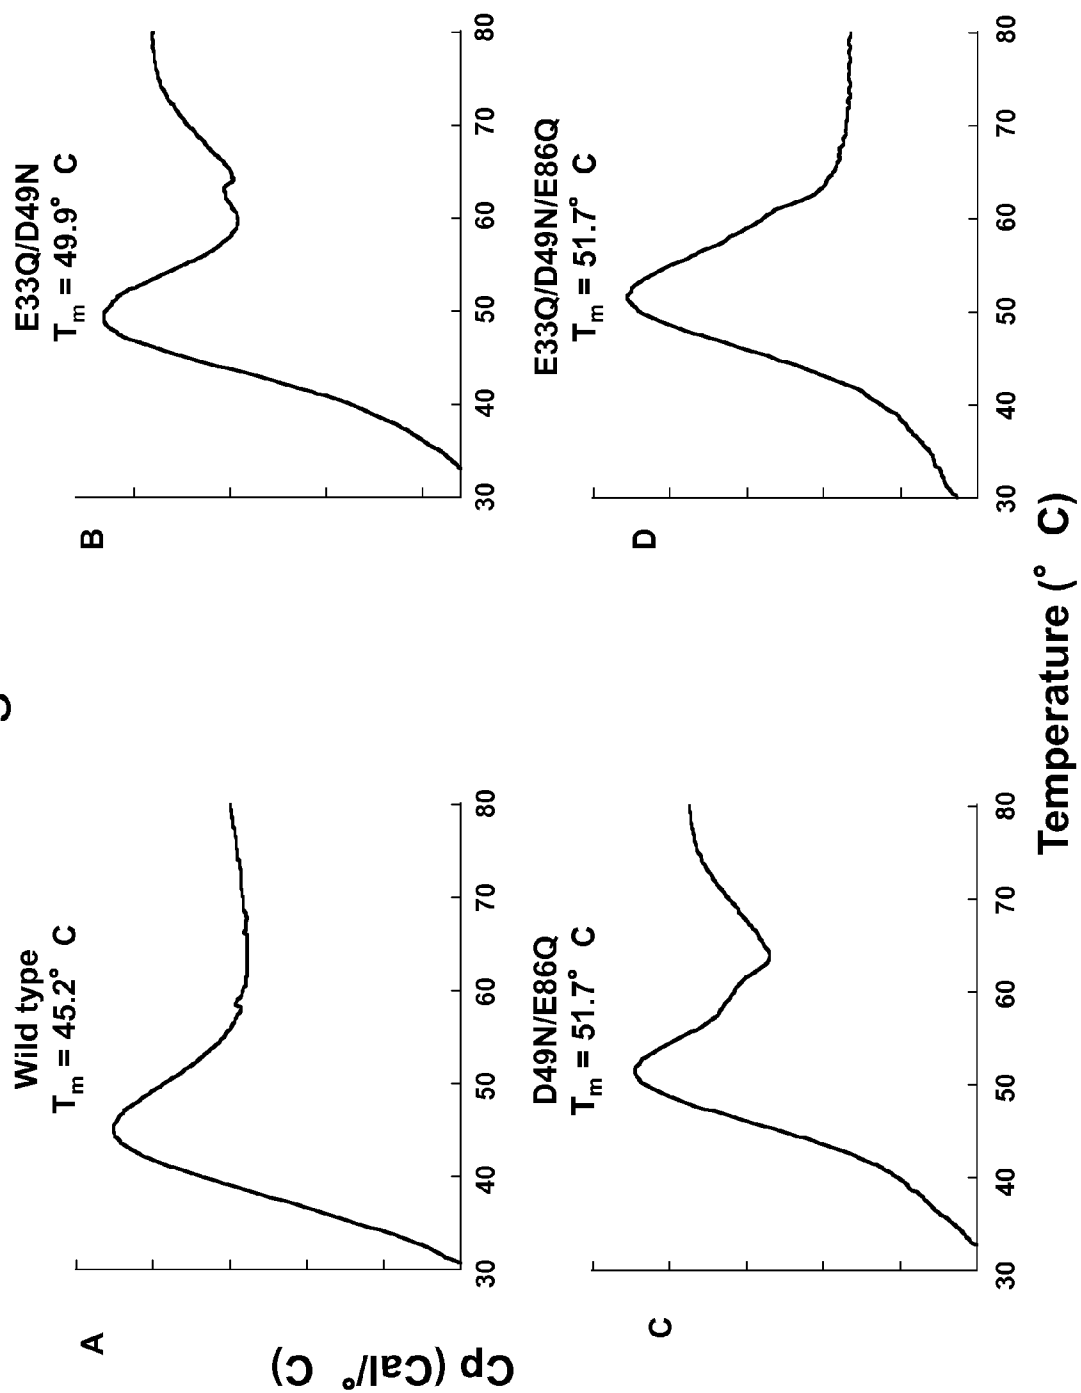 A
Wild type
Tm = 45.2° C
30 40 50 60 70 80
B
E33Q/D49N
Tm = 49.9° C
30 40 50 60 70 80
C
D49N/E86Q
Tm = 51.7° C
30 40 50 60 70 80
D
E33Q/D49N/E86Q
Tm = 51.7° C
30 40 50 60 70 80
Cp (Cal/° C)
Temperature (° C)